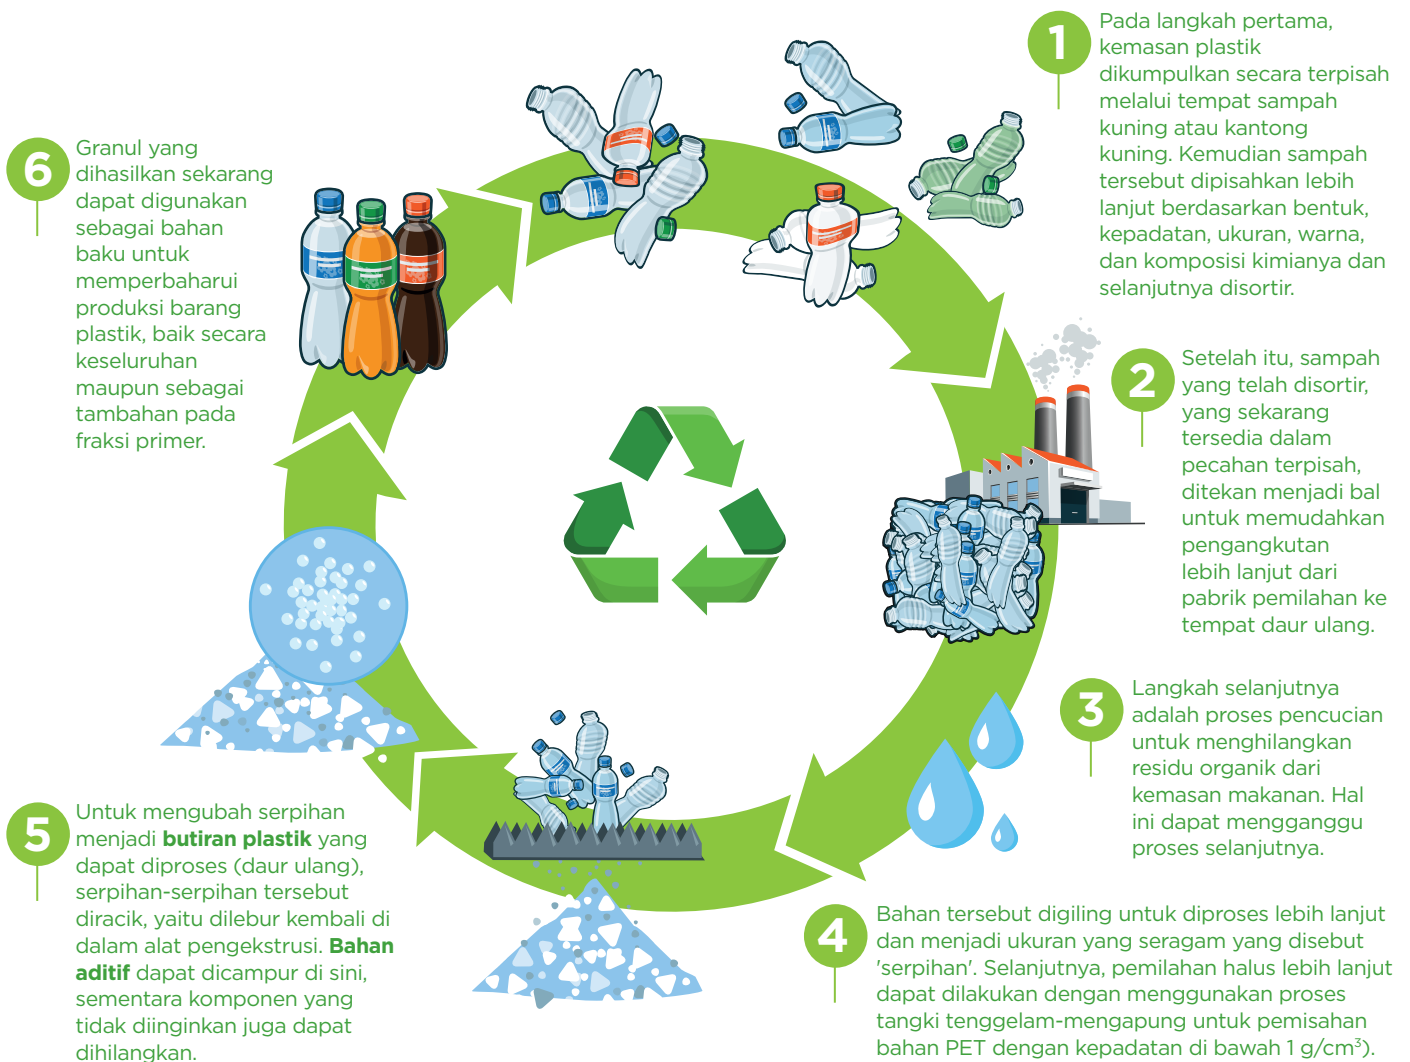 1
Pada langkah pertama,
kemasan plastik
dikumpulkan secara terpisah
melalui tempat sampah
kuning atau kantong
kuning. Kemudian sampah
tersebut dipisahkan lebih
lanjut berdasarkan bentuk,
kepadatan, ukuran, warna,
dan komposisi kimianya dan
selanjutnya disortir.
2
Setelah itu, sampah
yang telah disortir,
yang sekarang
tersedia dalam
pecahan terpisah,
ditekan menjadi bal
untuk memudahkan
pengangkutan
lebih lanjut dari
pabrik pemilahan ke
tempat daur ulang.
3
Langkah selanjutnya
adalah proses pencucian
untuk menghilangkan
residu organik dari
kemasan makanan. Hal
ini dapat mengganggu
proses selanjutnya.
4
Bahan tersebut digiling untuk diproses lebih lanjut
dan menjadi ukuran yang seragam yang disebut
'serpihan'. Selanjutnya, pemilahan halus lebih lanjut
dapat dilakukan dengan menggunakan proses
tangki tenggelam-mengapung untuk pemisahan
bahan PET dengan kepadatan di bawah 1 g/cm³).
5
Untuk mengubah serpihan
menjadi butiran plastik yang
dapat diproses (daur ulang),
serpihan-serpihan tersebut
diracik, yaitu dilebur kembali di
dalam alat pengekstrusi. Bahan
aditif dapat dicampur di sini,
sementara komponen yang
tidak diinginkan juga dapat
dihilangkan.
6
Granul yang
dihasilkan sekarang
dapat digunakan
sebagai bahan
baku untuk
memperbaharui
produksi barang
plastik, baik secara
keseluruhan
maupun sebagai
tambahan pada
fraksi primer.